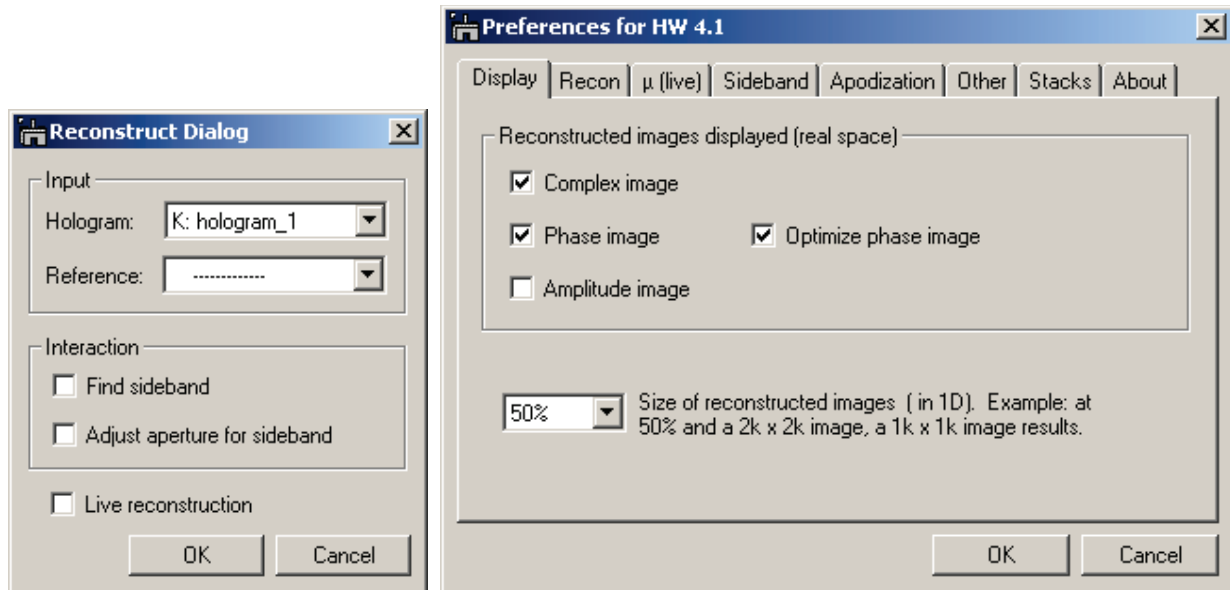 Reconstruct Dialog
Input
Hologram: K: hologram_1
Reference: -------------
Interaction
Find sideband
Adjust aperture for sideband
Live reconstruction
OK Cancel
Preferences for HW 4.1
Display Recon µ (live) Sideband Apodization Other Stacks About
Reconstructed images displayed (real space)
Complex image
Phase image Optimize phase image
Amplitude image
50% Size of reconstructed images ( in 1D). Example: at
50% and a 2k x 2k image, a 1k x 1k image results.
OK Cancel